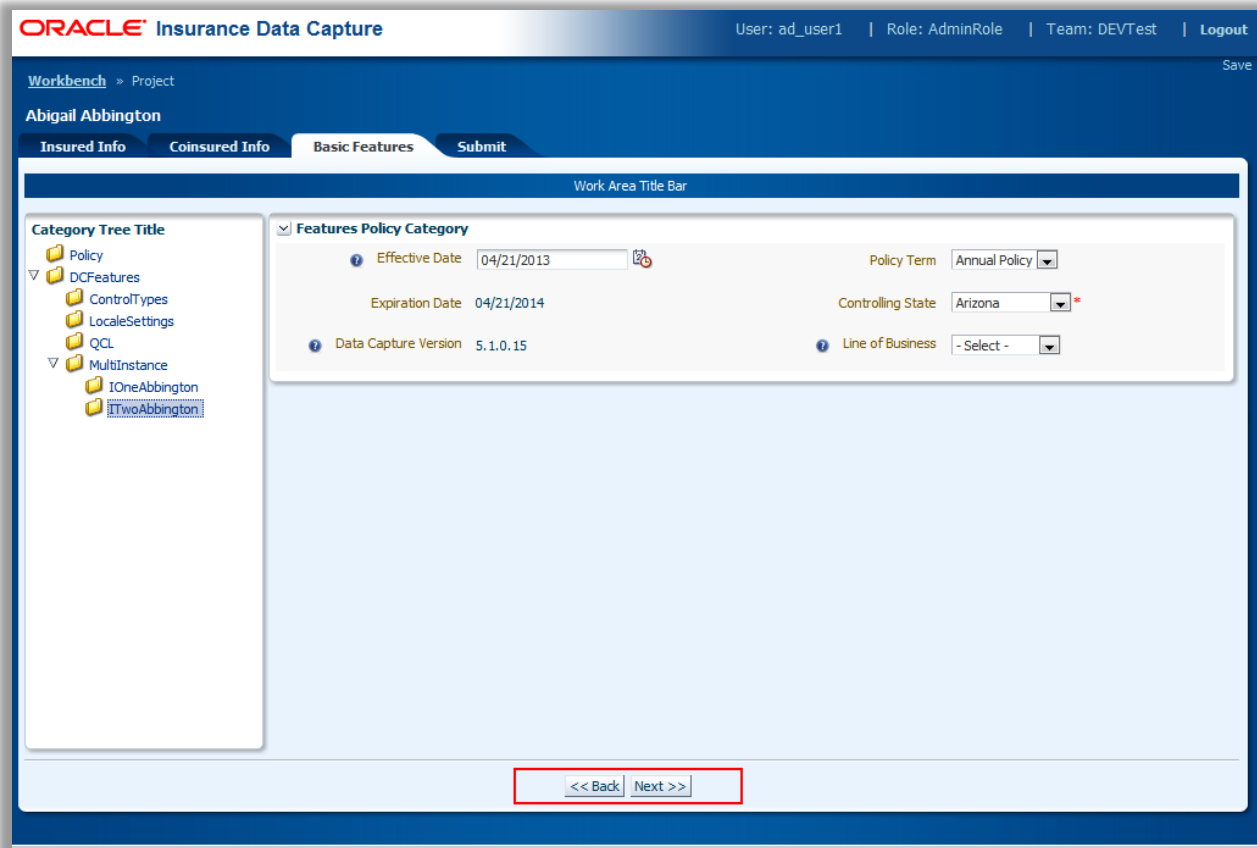 ORACLE Insurance Data Capture
User: ad_user1 | Role: AdminRole | Team: DEVTest | Logout
Save
Workbench » Project
Abigail Abbington
Insured Info Coinsured Info Basic Features Submit
Work Area Title Bar
Category Tree Title
Policy
DCFeatures
ControlTypes
LocaleSettings
QCL
MultiInstance
IOneAbbington
ITwoAbbington
Features Policy Category
Effective Date 04/21/2013 Policy Term Annual Policy
Expiration Date 04/21/2014 Controlling State Arizona *
Data Capture Version 5.1.0.15 Line of Business - Select -
<< Back Next >>